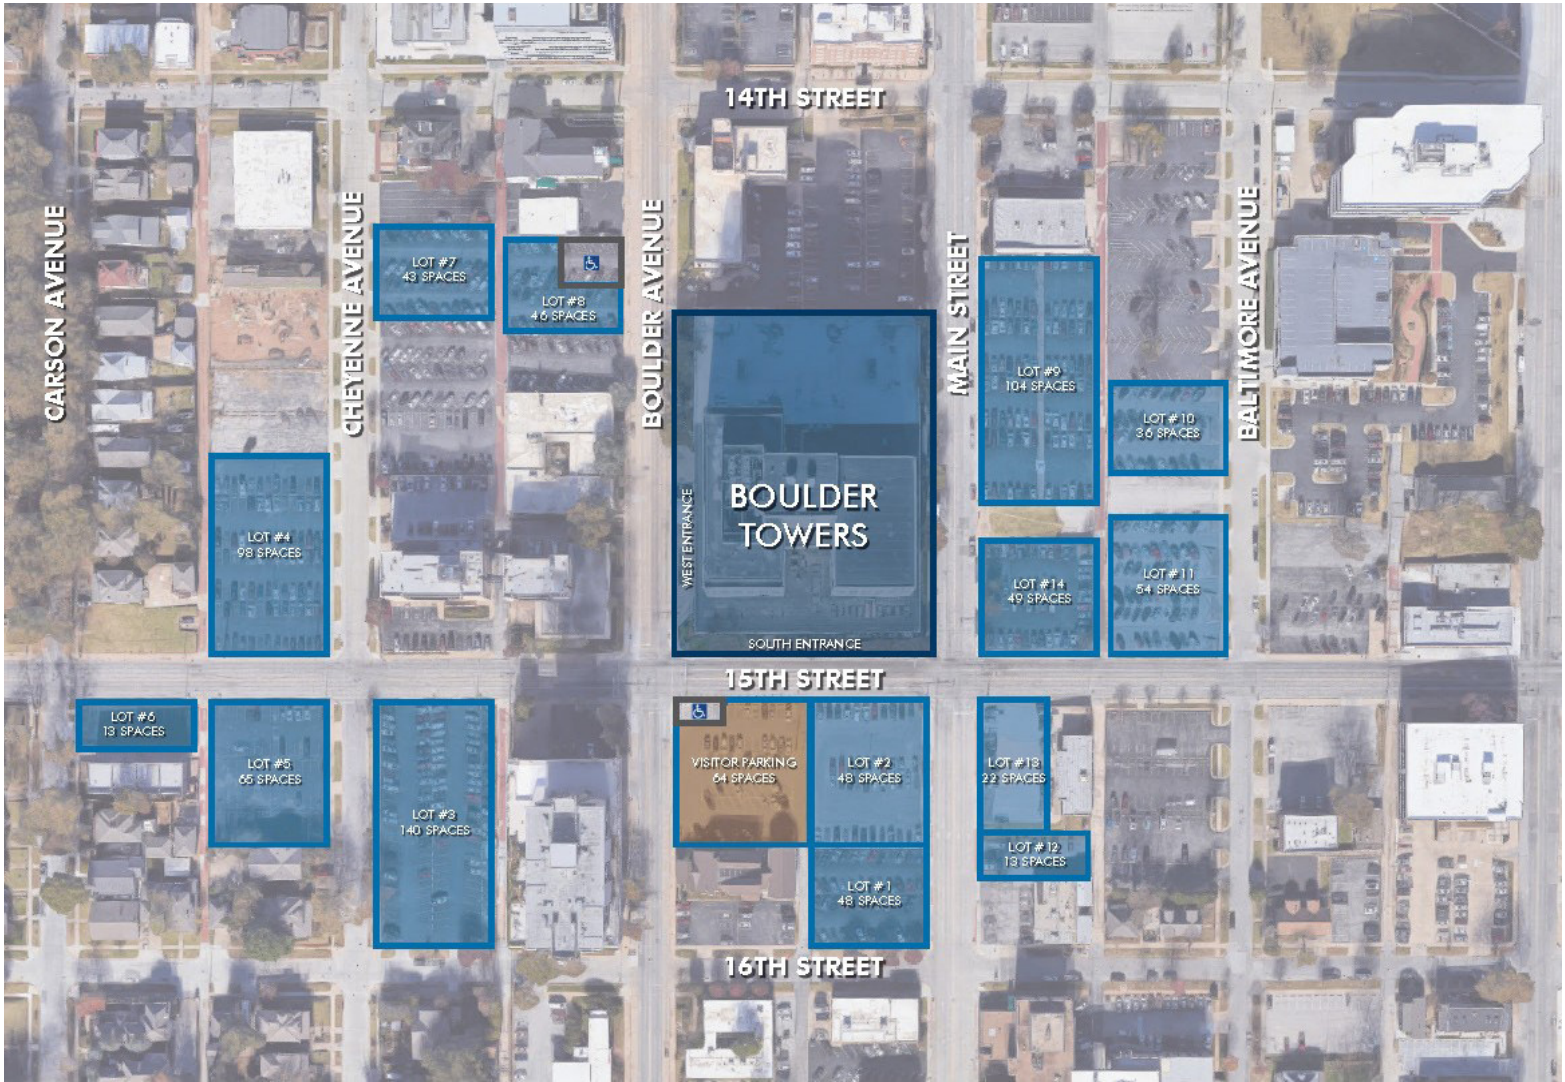 14TH STREET
CARSON AVENUE
CHEYENNE AVENUE
BOULDER AVENUE
MAIN STREET
BALTIMORE AVENUE
LOT #7
43 SPACES
LOT #8
46 SPACES
LOT #9
104 SPACES
LOT #10
36 SPACES
LOT #4
98 SPACES
BOULDER
TOWERS
WEST ENTRANCE
SOUTH ENTRANCE
LOT #14
49 SPACES
LOT #11
54 SPACES
15TH STREET
LOT #6
13 SPACES
LOT #5
65 SPACES
LOT #3
140 SPACES
VISITOR PARKING
64 SPACES
LOT #2
48 SPACES
LOT #13
22 SPACES
LOT #12
13 SPACES
LOT #1
48 SPACES
16TH STREET